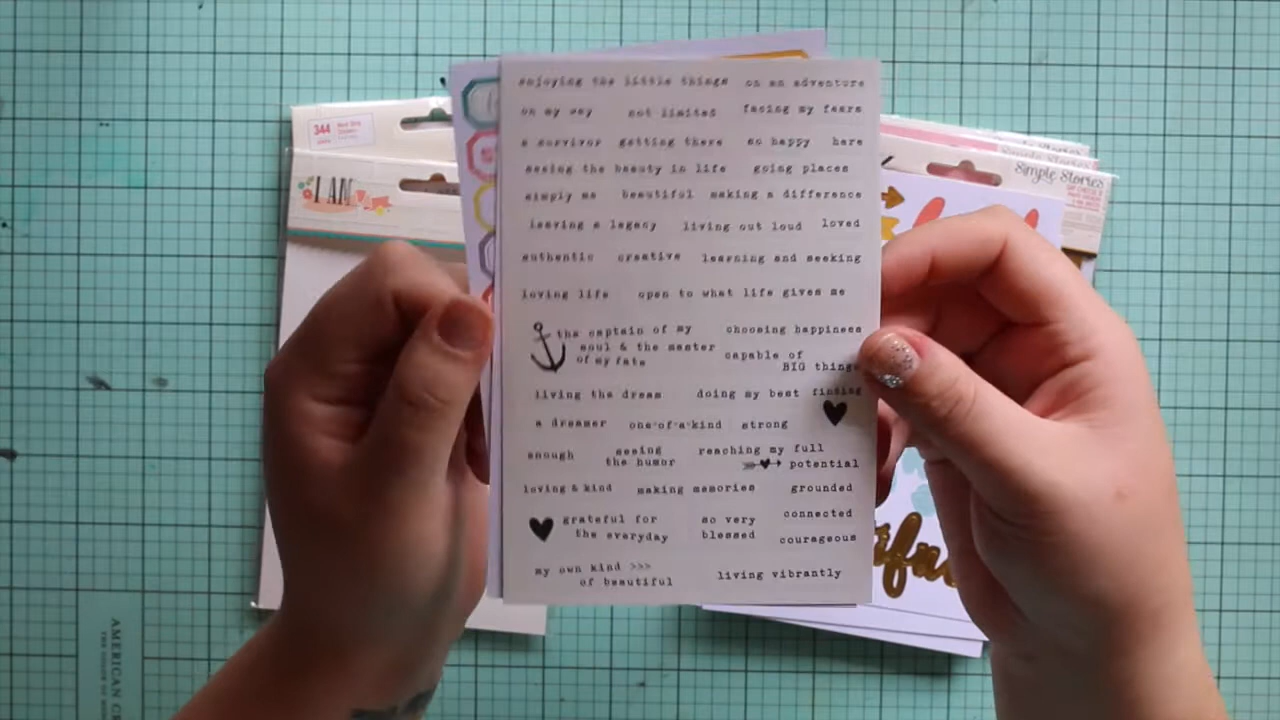 enjoying the little things on an adventure
on my way not limited facing my fears
a survivor getting there so happy here
seeing the beauty in life going places
simply me beautiful making a difference
leaving a legacy living out loud loved
authentic creative learning and seeking
loving life open to what life gives me
the captain of my
soul & the master
of my fate
choosing happiness
capable of
BIG things
living the dream doing my best finding
a dreamer one-of-a-kind strong
enough
seeing
the humor
reaching my full
potential
loving & kind making memories grounded
grateful for
the everyday
so very
blessed
connected
courageous
my own kind >>>
of beautiful
living vibrantly
344
I AM
Simple Stories
AMERICAN